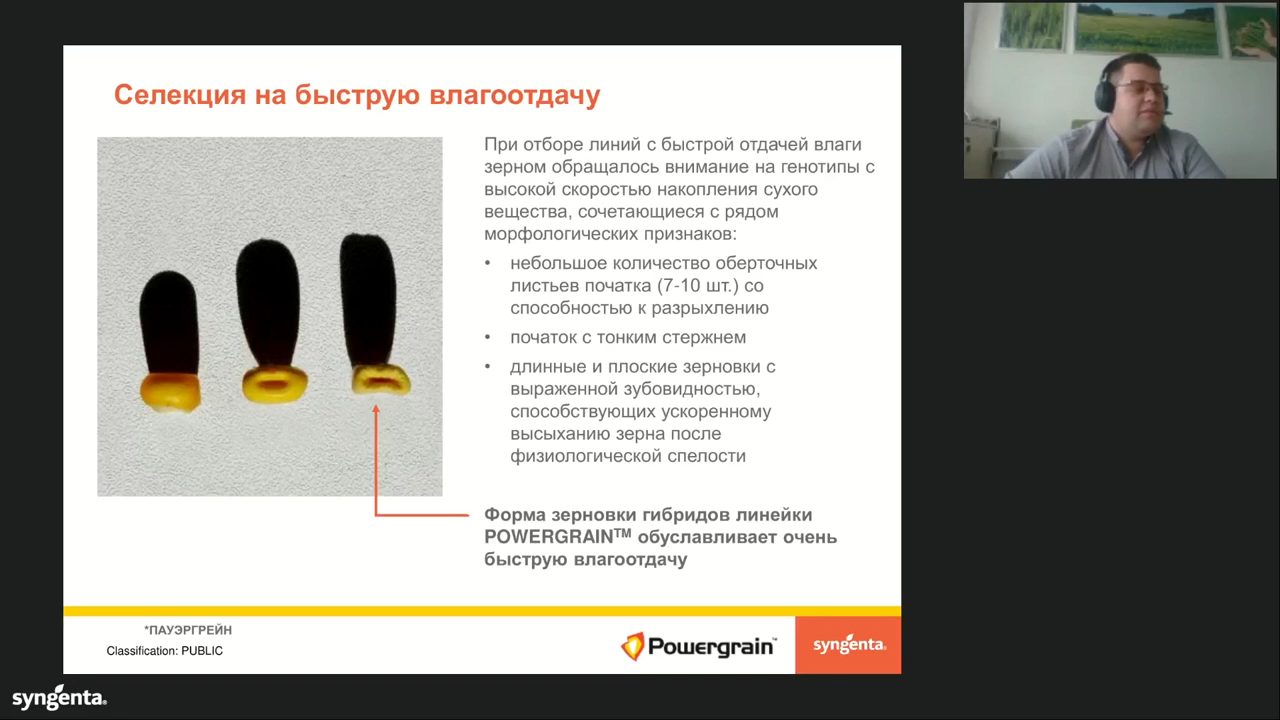 Селекция на быструю влагоотдачу
При отборе линий с быстрой отдачей влаги
зерном обращалось внимание на генотипы с
высокой скоростью накопления сухого
вещества, сочетающиеся с рядом
морфологических признаков:
• небольшое количество оберточных
листьев початка (7-10 шт.) со
способностью к разрыхлению
• початок с тонким стержнем
• длинные и плоские зерновки с
выраженной зубовидностью,
способствующих ускоренному
высыханию зерна после
физиологической спелости
Форма зерновки гибридов линейки
POWERGRAIN™ обуславливает очень
быструю влагоотдачу
*ПАУЭРГРЕЙН
Classification: PUBLIC
Powergrain™
syngenta®
syngenta®